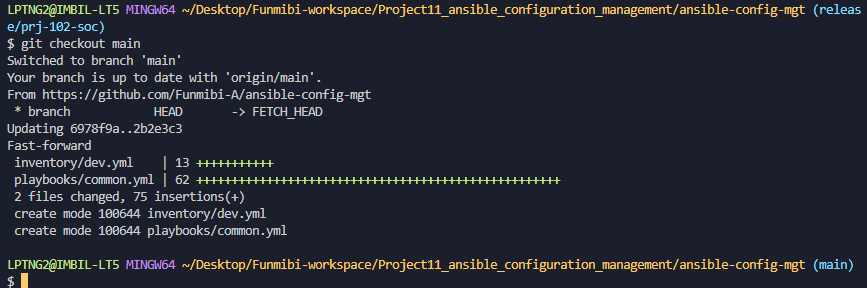 LPTNG2@IMBIL-LT5 MINGW64 ~/Desktop/Funmibi-workspace/Project11_ansible_configuration_management/ansible-config-mgt (releas
e/prj-102-soc)
$ git checkout main
Switched to branch 'main'
Your branch is up to date with 'origin/main'.
From https://github.com/Funmibi-A/ansible-config-mgt
 * branch            HEAD       -> FETCH_HEAD
Updating 6978f9a..2b2e3c3
Fast-forward
 inventory/dev.yml    | 13 +++++++++++
 playbooks/common.yml | 62 ++++++++++++++++++++++++++++++++++++++++++++++++++++
 2 files changed, 75 insertions(+)
 create mode 100644 inventory/dev.yml
 create mode 100644 playbooks/common.yml
LPTNG2@IMBIL-LT5 MINGW64 ~/Desktop/Funmibi-workspace/Project11_ansible_configuration_management/ansible-config-mgt (main)
$